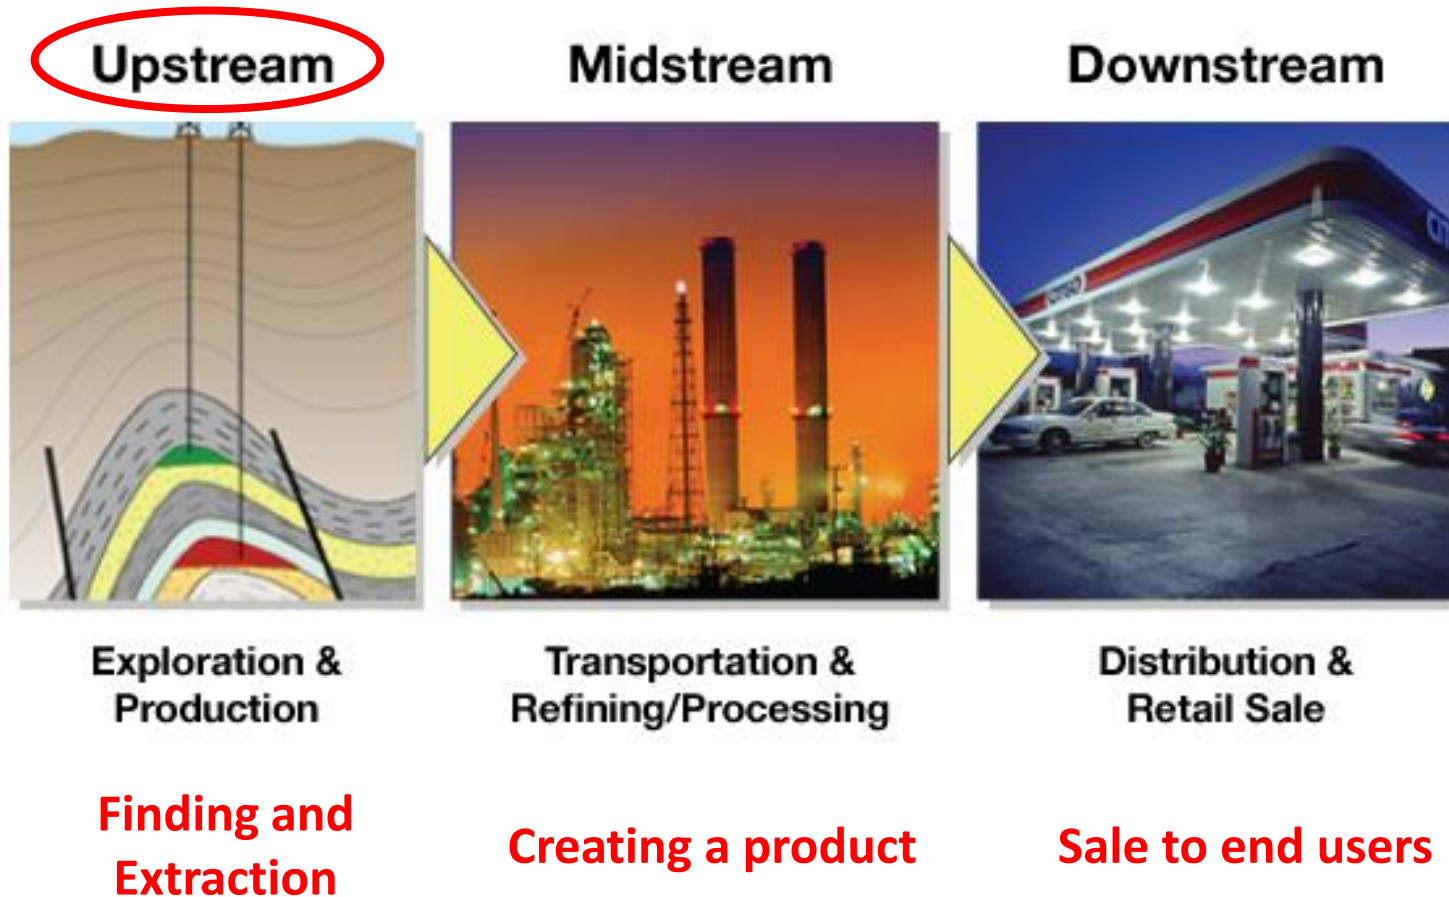 Upstream
Midstream
Downstream
Exploration &
Production
Transportation &
Refining/Processing
Distribution &
Retail Sale
Finding and
Extraction
Creating a product
Sale to end users